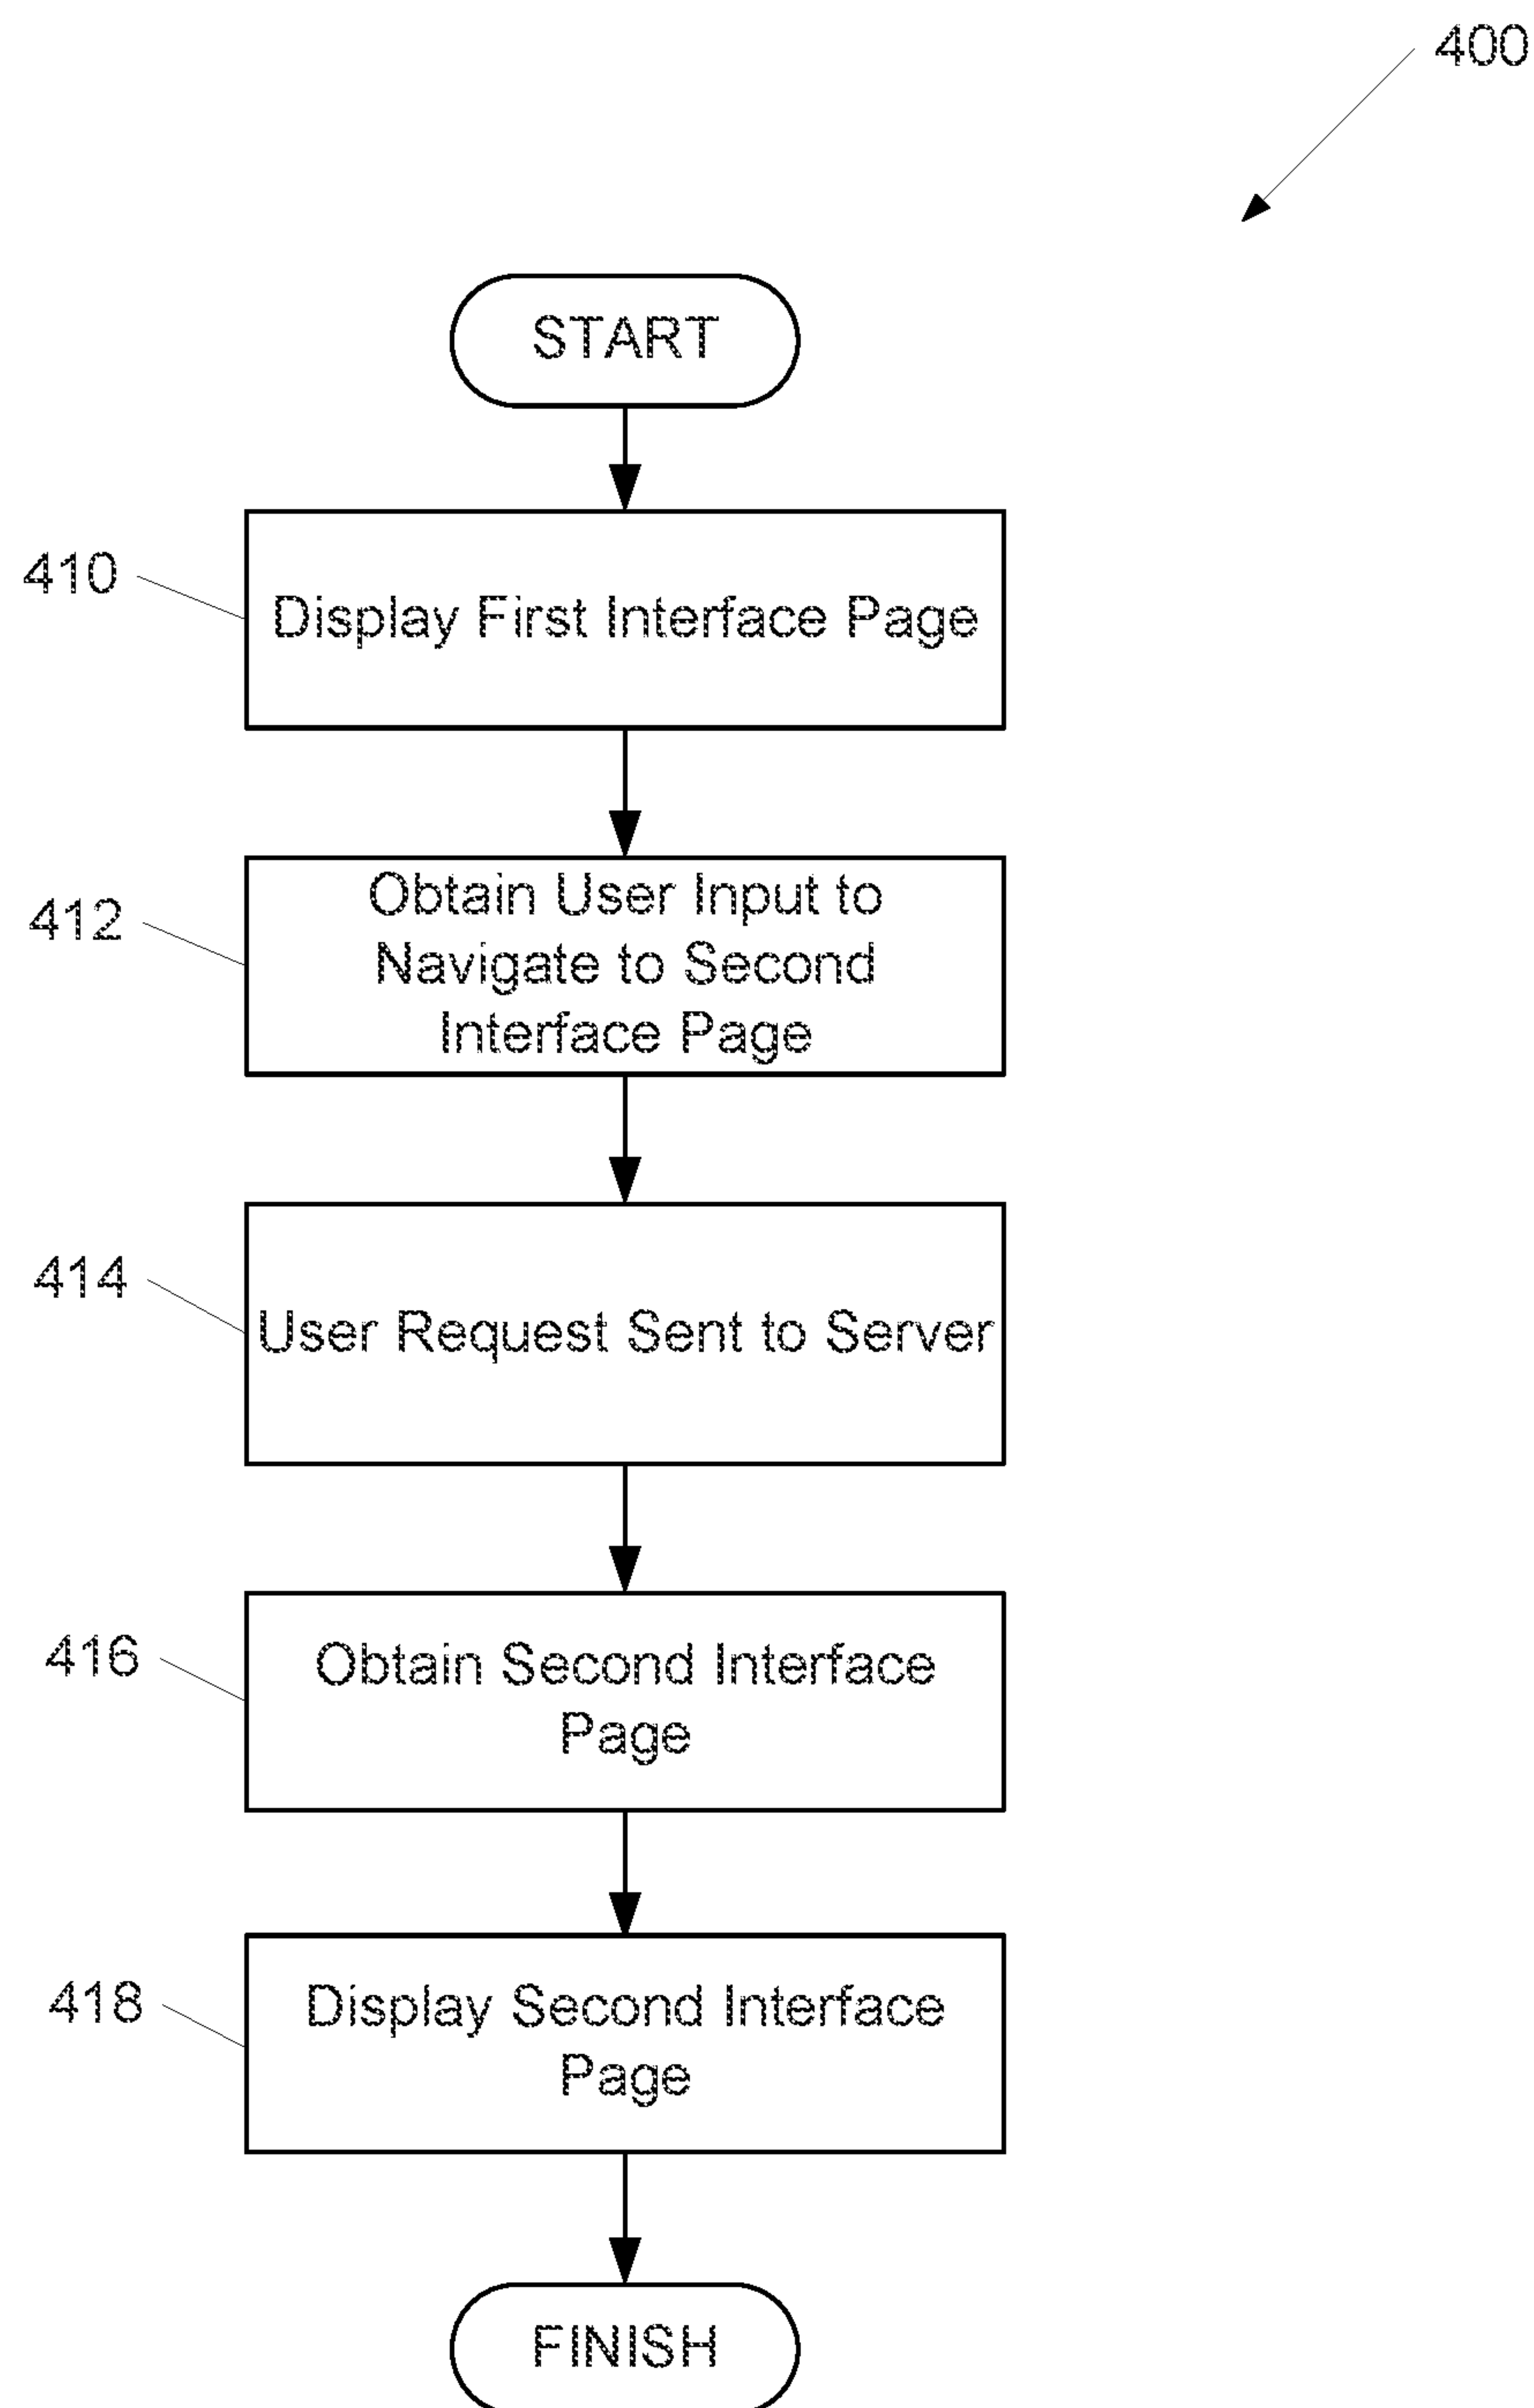 400
START
410
Display First Interface Page
412
Obtain User Input to
Navigate to Second
Interface Page
414
User Request Sent to Server
416
Obtain Second Interface
Page
418
Display Second Interface
Page
FINISH